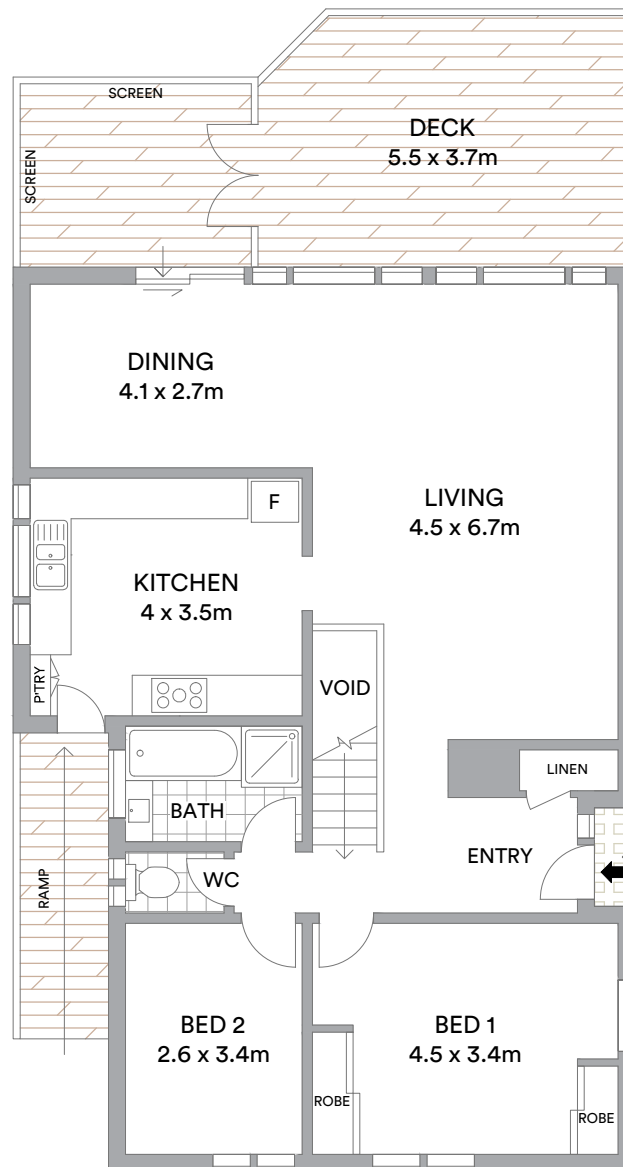 SCREEN
SCREEN
DECK
5.5 x 3.7m
DINING
4.1 x 2.7m
F
LIVING
4.5 x 6.7m
KITCHEN
4 x 3.5m
P'TRY
VOID
LINEN
BATH
ENTRY
WC
RAMP
BED 2
2.6 x 3.4m
BED 1
4.5 x 3.4m
ROBE
ROBE